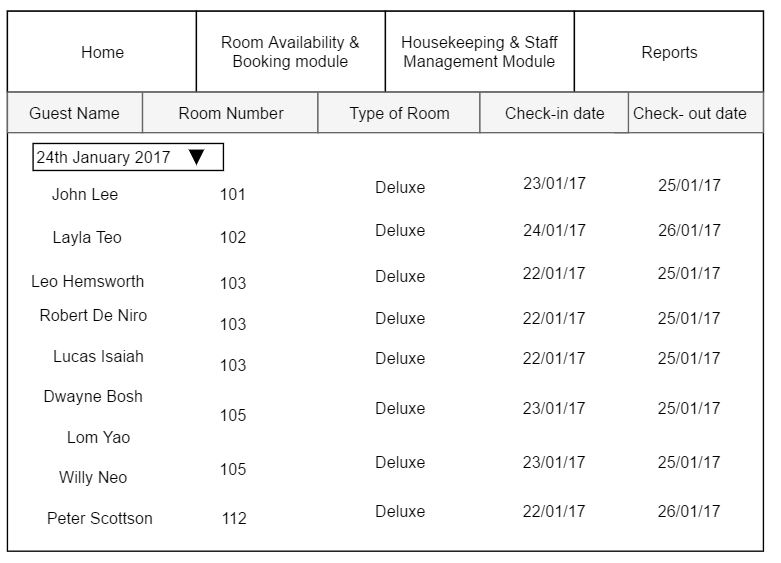 Home
Room Availability &
Booking module
Housekeeping & Staff
Management Module
Reports
Guest Name Room Number Type of Room Check-in date Check- out date
24th January 2017
John Lee 101 Deluxe 23/01/17 25/01/17
Layla Teo 102 Deluxe 24/01/17 26/01/17
Leo Hemsworth 103 Deluxe 22/01/17 25/01/17
Robert De Niro 103 Deluxe 22/01/17 25/01/17
Lucas Isaiah 103 Deluxe 22/01/17 25/01/17
Dwayne Bosh 105 Deluxe 23/01/17 25/01/17
Lom Yao
Willy Neo 105 Deluxe 23/01/17 25/01/17
Peter Scottson 112 Deluxe 22/01/17 26/01/17